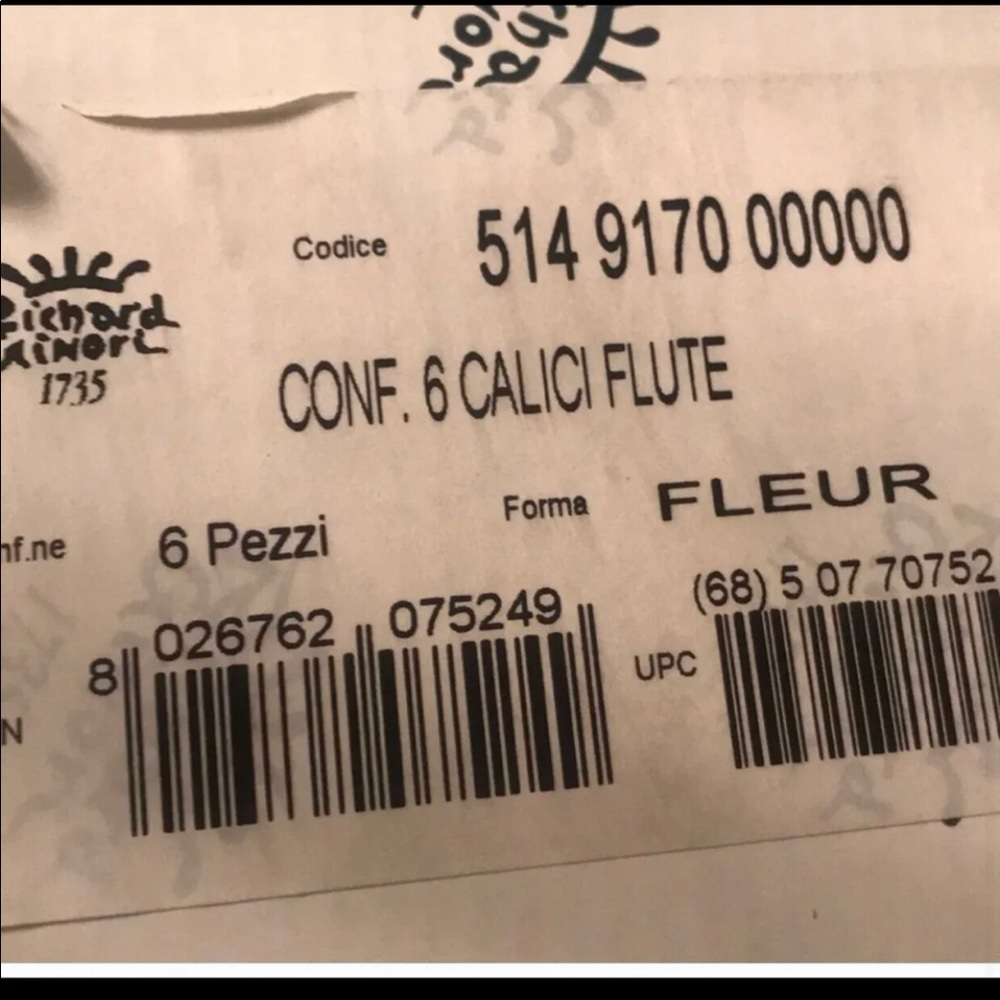 Codice 514 9170 00000
Richard
Ginori
1735
CONF. 6 CALICI FLUTE
nf.ne 6 Pezzi Forma FLEUR
8 026762 075249
UPC (68) 5 07 70752
N